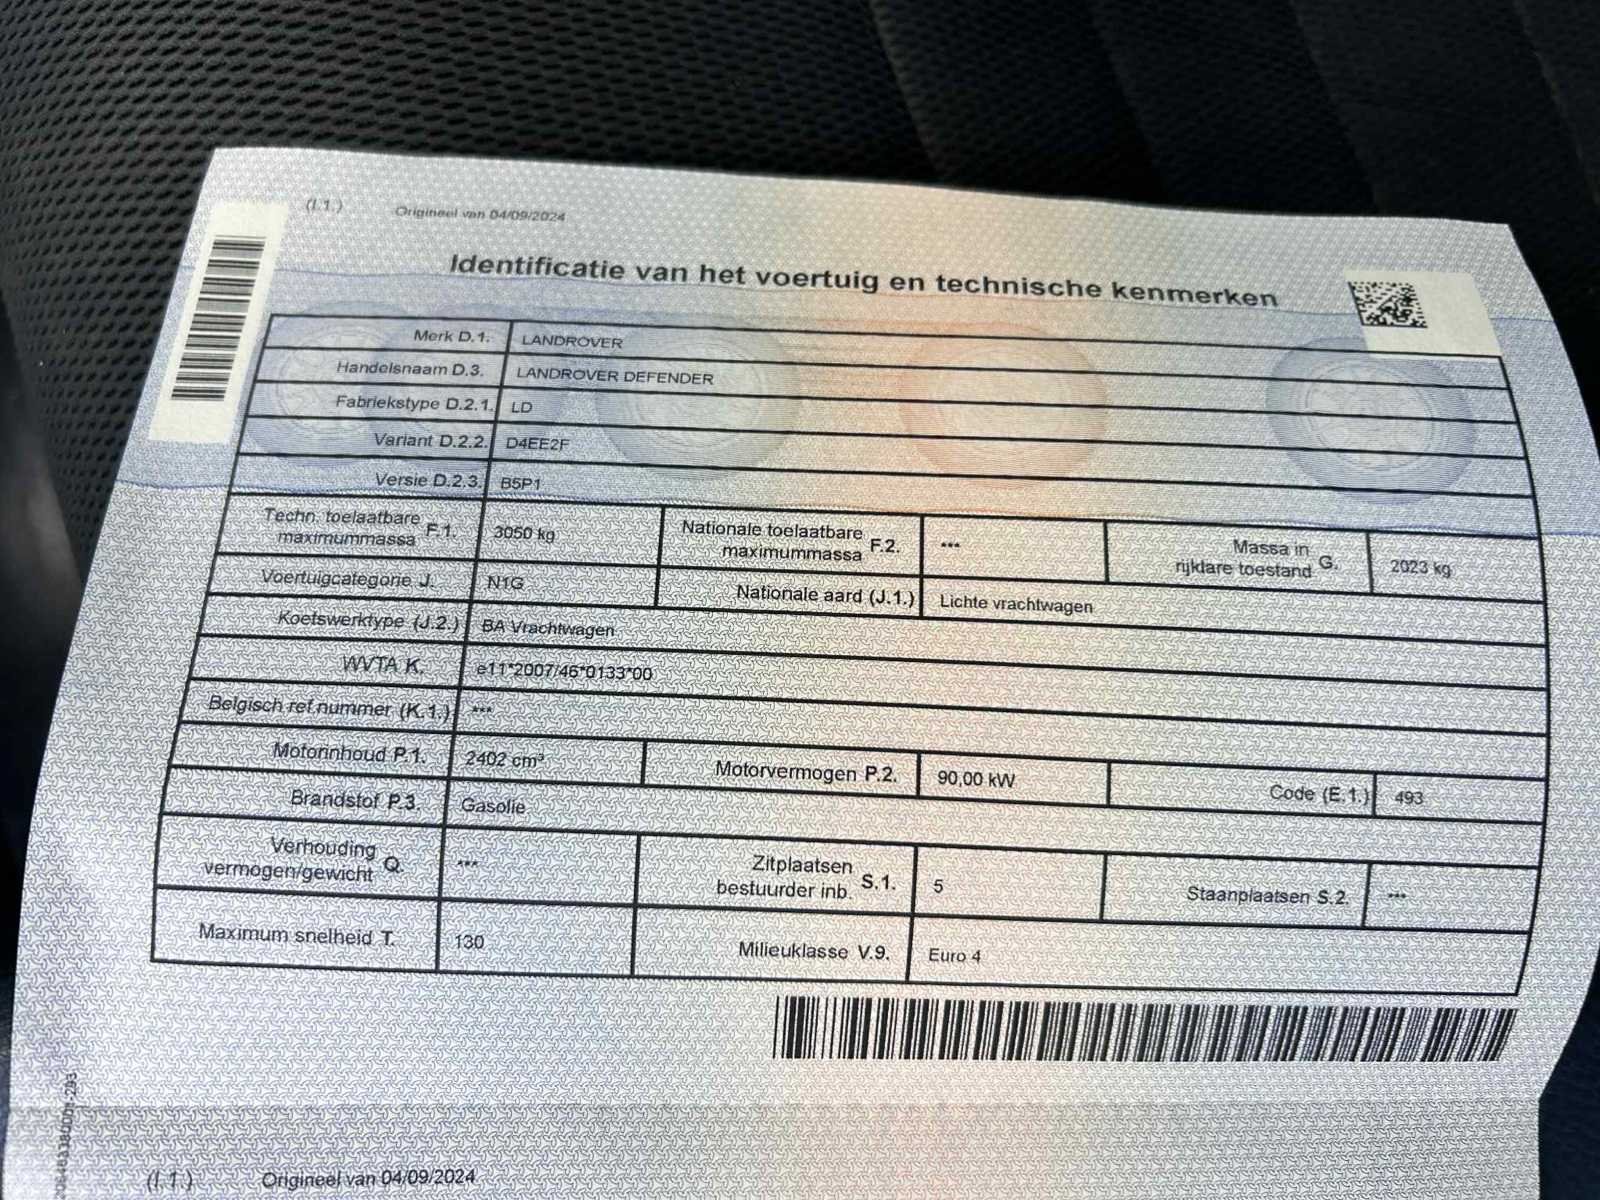 (I.1.) Origineel van 04/09/2024
Identificatie van het voertuig en technische kenmerken
Merk D.1. LANDROVER
Handelsnaam D.3. LANDROVER DEFENDER
Fabriekstype D.2.1. LD
Variant D.2.2. D4EE2F
Versie D.2.3. B5P1
Techn. toelaatbare maximummassa F.1. 3050 kg Nationale toelaatbare maximummassa F.2. *** Massa in rijklare toestand G. 2023 kg
Voertuigcategorie J. N1G Nationale aard (J.1.) Lichte vrachtwagen
Koetswerktype (J.2.) BA Vrachtwagen
WVTA K. e11*2007/46*0133*00
Belgisch ref.nummer (K.1.) ***
Motorinhoud P.1. 2402 cm³ Motorvermogen P.2. 90,00 kW Code (E.1.) 493
Brandstof P.3. Gasolie
Verhouding vermogen/gewicht Q. *** Zitplaatsen bestuurder inb. S.1. 5 Staanplaatsen S.2. ***
Maximum snelheid T. 130 Milieuklasse V.9. Euro 4
(I.1.) Origineel van 04/09/2024